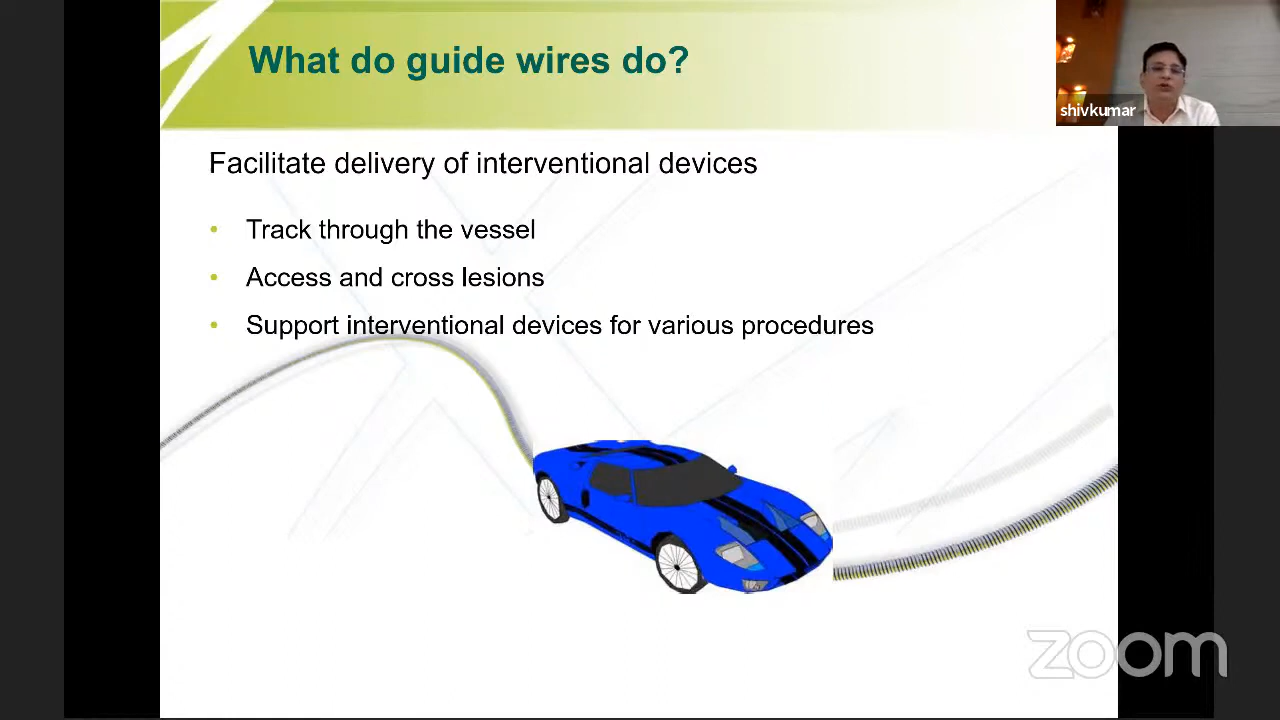 What do guide wires do?
shivkumar
Facilitate delivery of interventional devices
• Track through the vessel
• Access and cross lesions
• Support interventional devices for various procedures
zoom